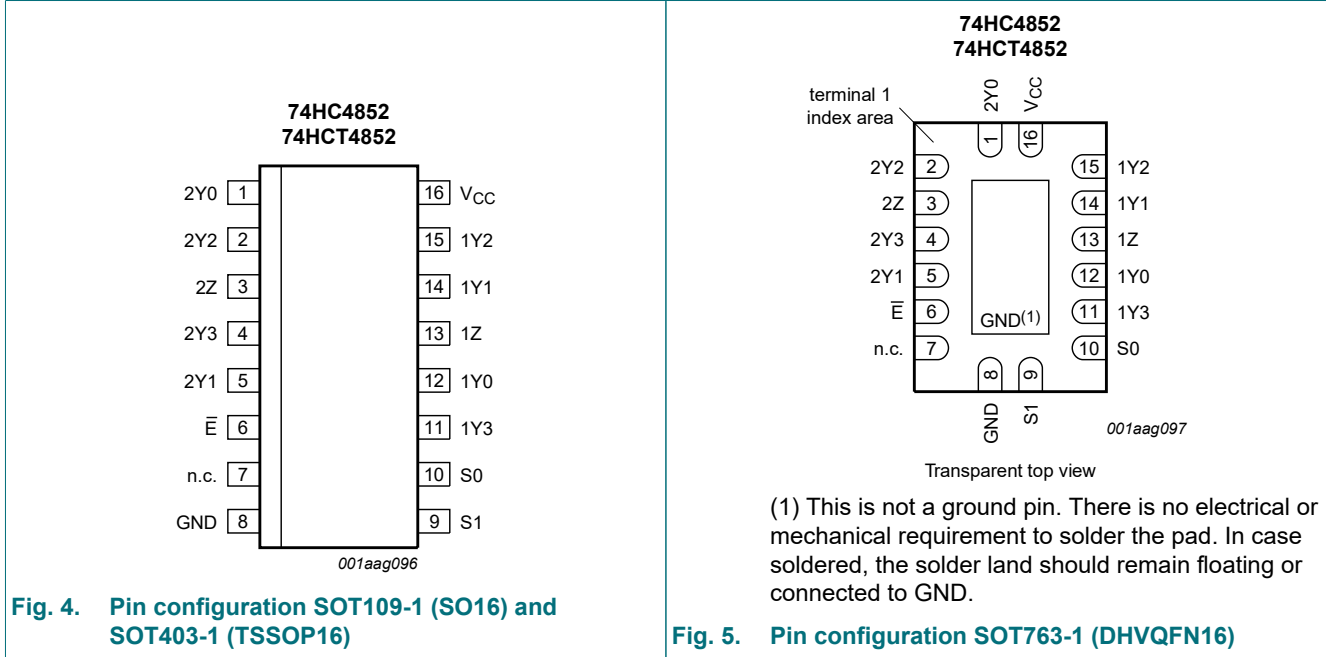 74HC4852
74HCT4852
2Y0 1
2Y2 2
2Z 3
2Y3 4
2Y1 5
E̅ 6
n.c. 7
GND 8
16 VCC
15 1Y2
14 1Y1
13 1Z
12 1Y0
11 1Y3
10 S0
9 S1
001aag096
Fig. 4. Pin configuration SOT109-1 (SO16) and
SOT403-1 (TSSOP16)
74HC4852
74HCT4852
terminal 1
index area
2Y0
VCC
1
16
2Y2 2
2Z 3
2Y3 4
2Y1 5
E̅ 6
n.c. 7
15 1Y2
14 1Y1
13 1Z
12 1Y0
11 1Y3
10 S0
GND(1)
8
9
GND
S1
001aag097
Transparent top view
(1) This is not a ground pin. There is no electrical or
mechanical requirement to solder the pad. In case
soldered, the solder land should remain floating or
connected to GND.
Fig. 5. Pin configuration SOT763-1 (DHVQFN16)